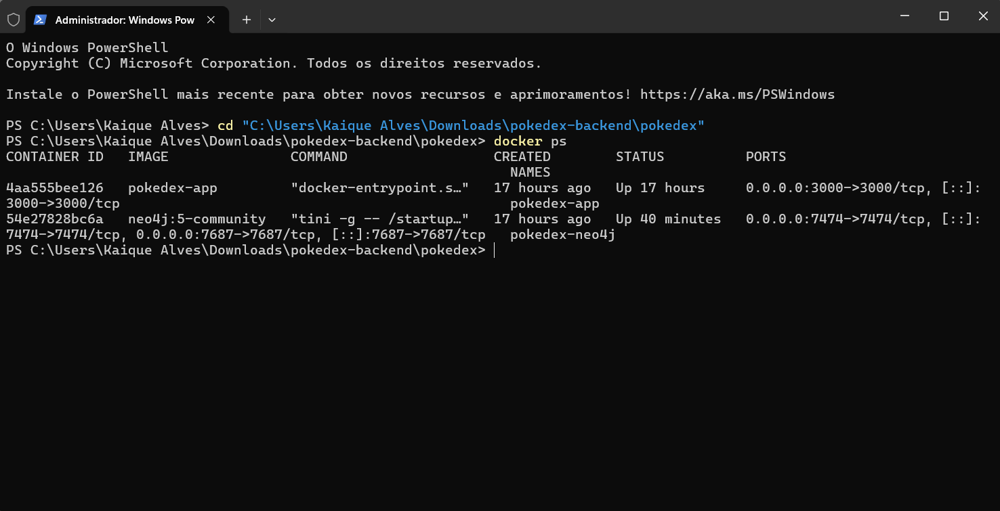 Administrador: Windows Pow
O Windows PowerShell
Copyright (C) Microsoft Corporation. Todos os direitos reservados.
Instale o PowerShell mais recente para obter novos recursos e aprimoramentos! https://aka.ms/PSWindows
PS C:\Users\Kaique Alves> cd "C:\Users\Kaique Alves\Downloads\pokedex-backend\pokedex"
PS C:\Users\Kaique Alves\Downloads\pokedex-backend\pokedex> docker ps
CONTAINER ID   IMAGE               COMMAND                  CREATED        STATUS          PORTS
NAMES
4aa555bee126   pokedex-app         "docker-entrypoint.s…"   17 hours ago   Up 17 hours     0.0.0.0:3000->3000/tcp, [::]:
3000->3000/tcp                                                pokedex-app
54e27828bc6a   neo4j:5-community   "tini -g -- /startup…"   17 hours ago   Up 40 minutes   0.0.0.0:7474->7474/tcp, [::]:
7474->7474/tcp, 0.0.0.0:7687->7687/tcp, [::]:7687->7687/tcp   pokedex-neo4j
PS C:\Users\Kaique Alves\Downloads\pokedex-backend\pokedex>